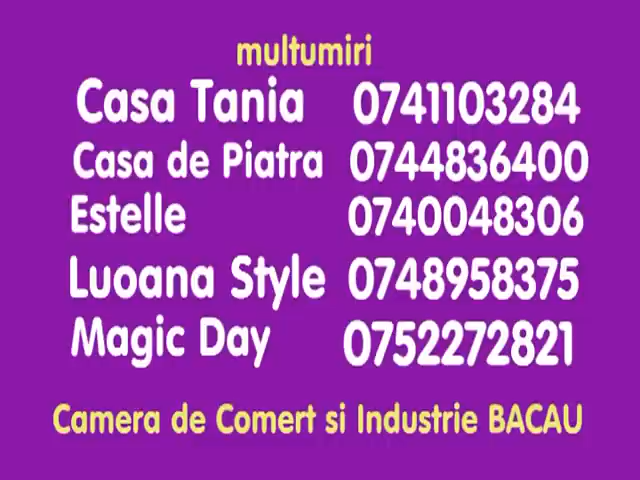 multumiri
Casa Tania 0741103284
Casa de Piatra 0744836400
Estelle 0740048306
Luoana Style 0748958375
Magic Day 0752272821
Camera de Comert si Industrie BACAU